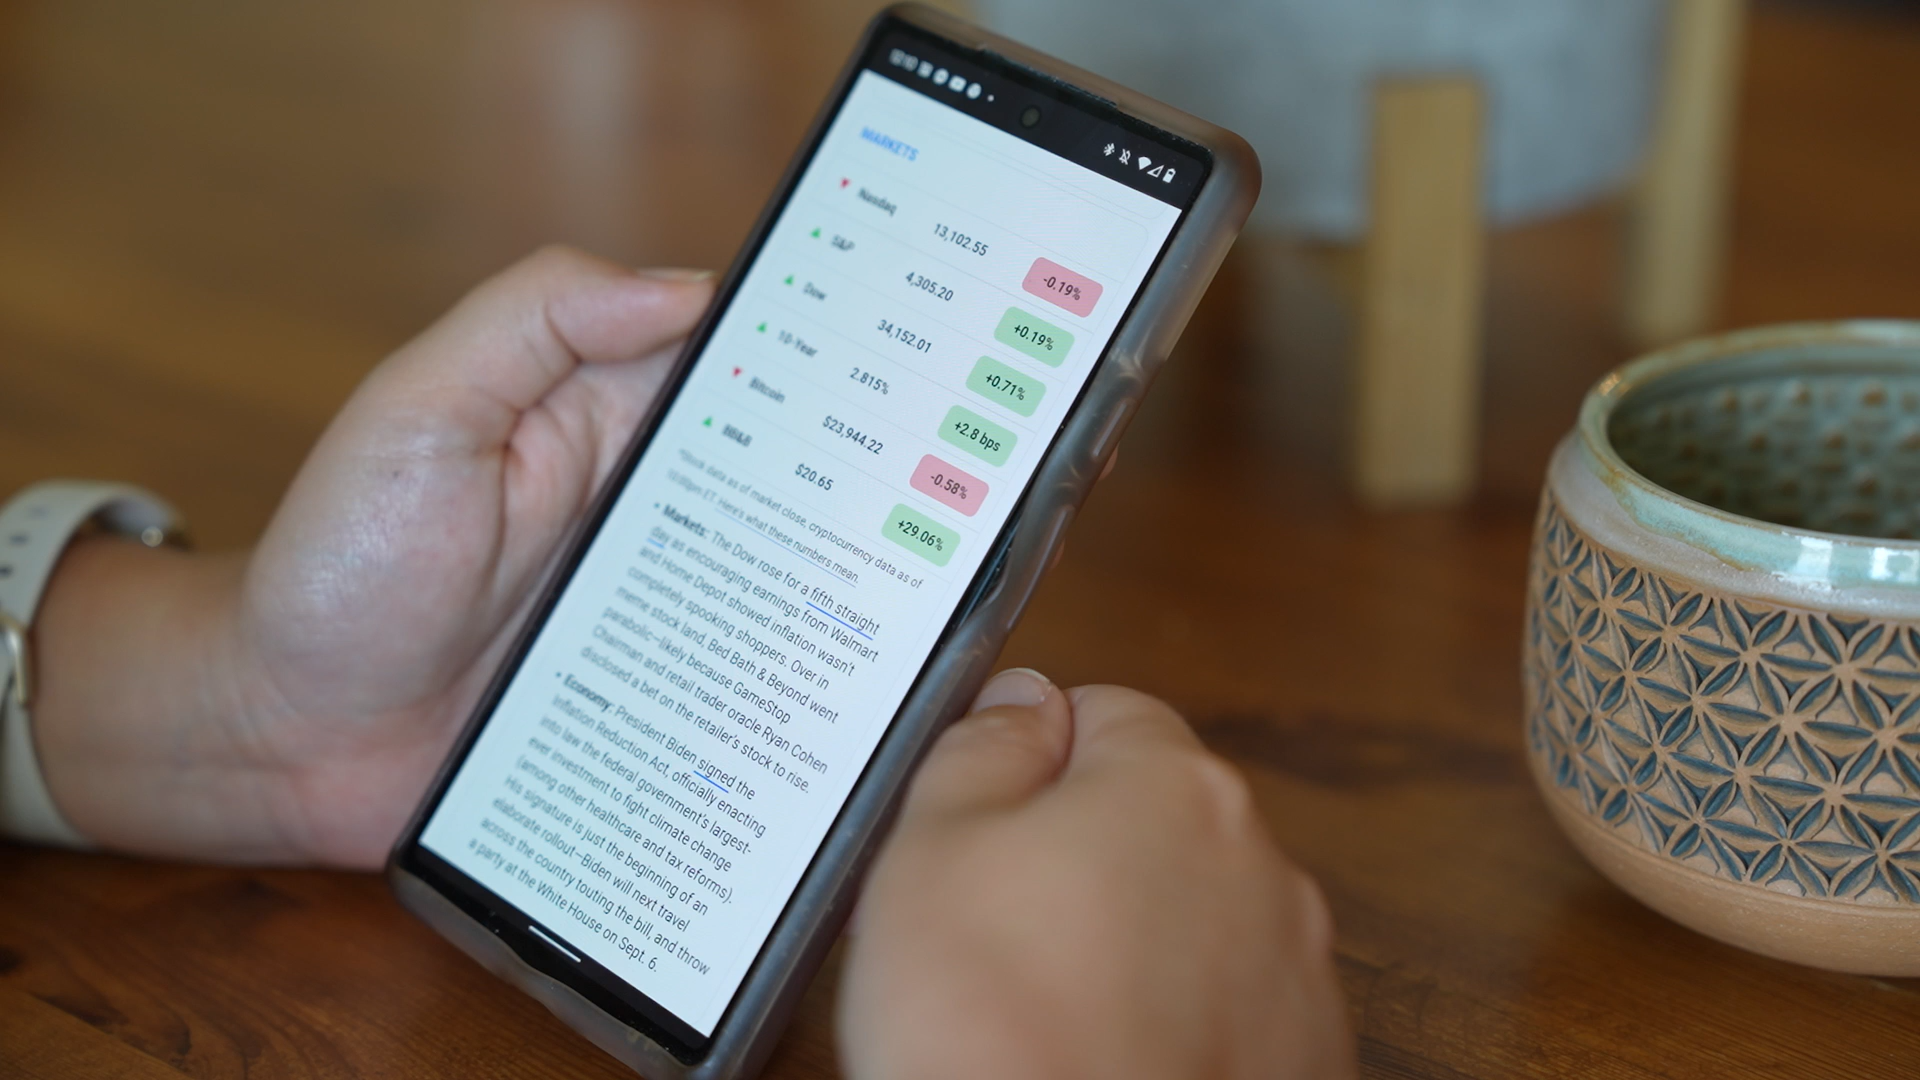 12:10
MARKETS
Nasdaq 13,102.55 -0.19%
S&P 4,305.20 +0.19%
Dow 34,152.01 +0.71%
10-Year 2.815% +2.8 bps
Bitcoin $23,944.22 -0.58%
BB&B $20.65 +29.06%
*Stock data as of market close, cryptocurrency data as of
10:00pm ET. Here's what these numbers mean.
• Markets: The Dow rose for a fifth straight
day as encouraging earnings from Walmart
and Home Depot showed inflation wasn't
completely spooking shoppers. Over in
meme stock land, Bed Bath & Beyond went
parabolic—likely because GameStop
Chairman and retail trader oracle Ryan Cohen
disclosed a bet on the retailer's stock to rise.
• Economy: President Biden signed the
Inflation Reduction Act, officially enacting
into law the federal government's largest-
ever investment to fight climate change
(among other healthcare and tax reforms).
His signature is just the beginning of an
elaborate rollout—Biden will next travel
across the country touting the bill, and throw
a party at the White House on Sept. 6.